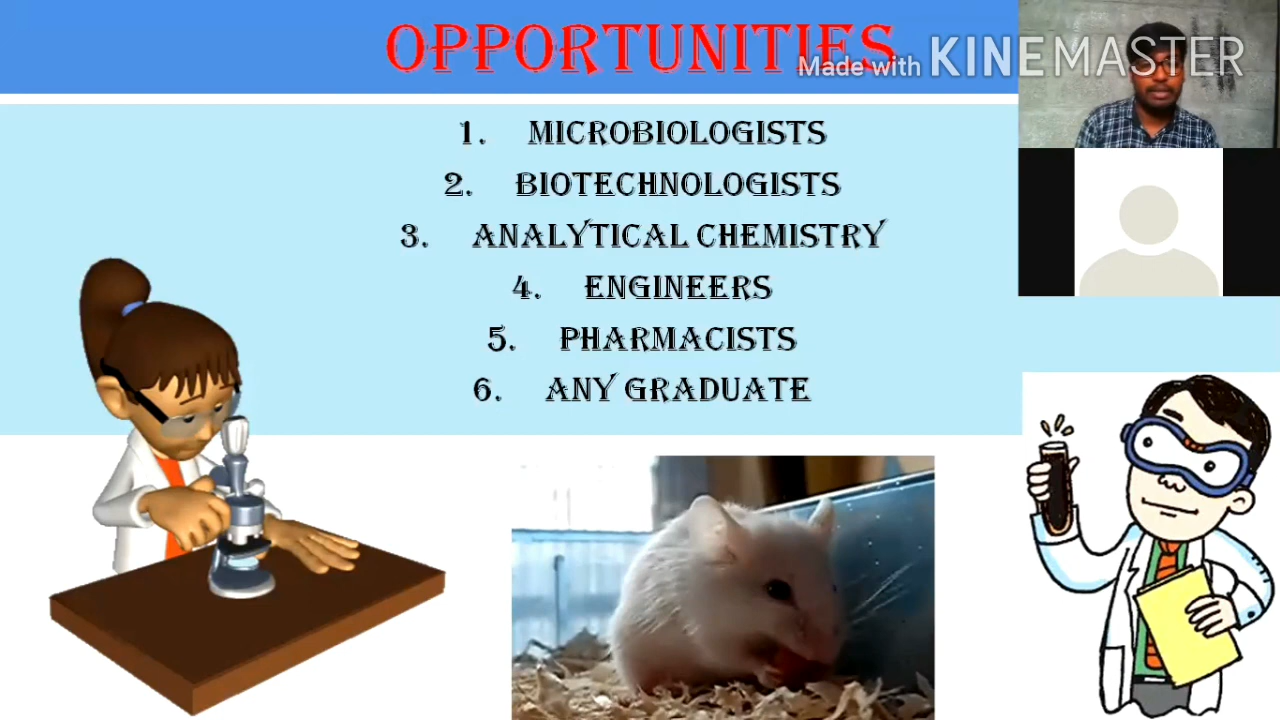 OPPORTUNITIES
Made with KINEMASTER
1. MICROBIOLOGISTS
2. BIOTECHNOLOGISTS
3. ANALYTICAL CHEMISTRY
4. ENGINEERS
5. PHARMACISTS
6. ANY GRADUATE